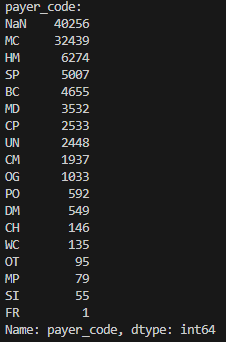 payer_code:
NaN    40256
MC     32439
HM      6274
SP      5007
BC      4655
MD      3532
CP      2533
UN      2448
CM      1937
OG      1033
PO       592
DM       549
CH       146
WC       135
OT        95
MP        79
SI        55
FR         1
Name: payer_code, dtype: int64